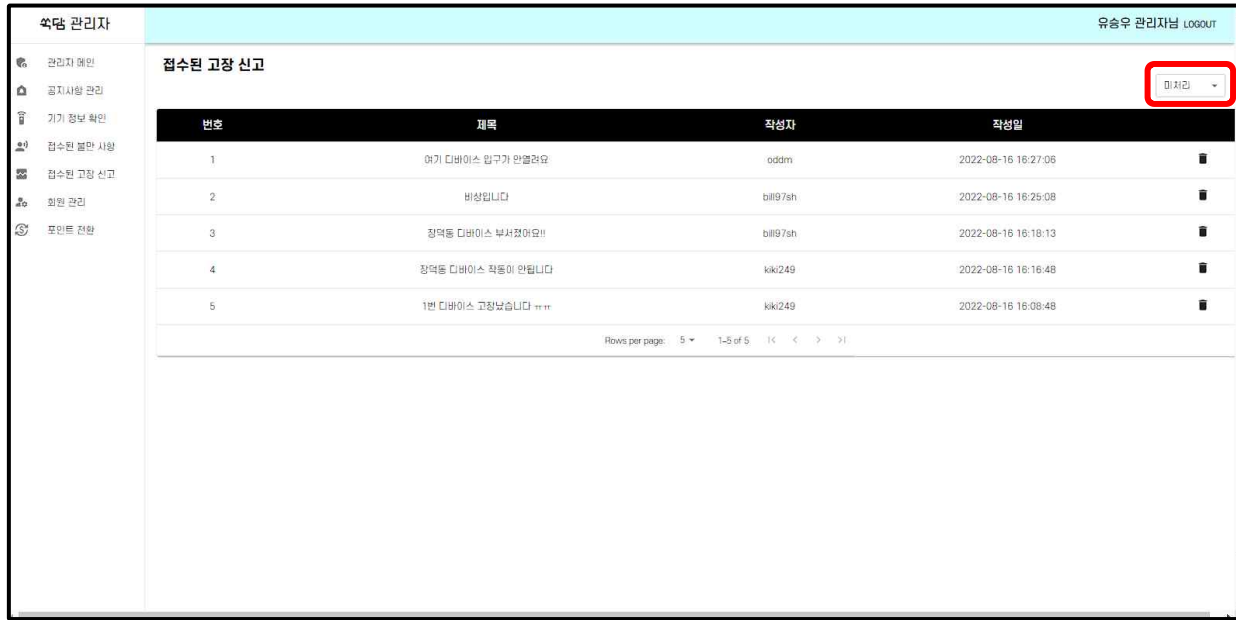 쏙담 관리자
유승우 관리자님 LOGOUT
관리자 메인
공지사항 관리
기기 정보 확인
접수된 불만 사항
접수된 고장 신고
회원 관리
포인트 전환
접수된 고장 신고
미처리
번호 제목 작성자 작성일
1 여기 디바이스 입구가 안열려요 oddm 2022-08-16 16:27:06
2 비상입니다 bill97sh 2022-08-16 16:25:08
3 장덕동 디바이스 부서졌어요!! bill97sh 2022-08-16 16:18:13
4 장덕동 디바이스 작동이 안됩니다 kiki249 2022-08-16 16:16:48
5 1번 디바이스 고장났습니다 ㅠㅠ kiki249 2022-08-16 16:08:48
Rows per page: 5 1-5 of 5